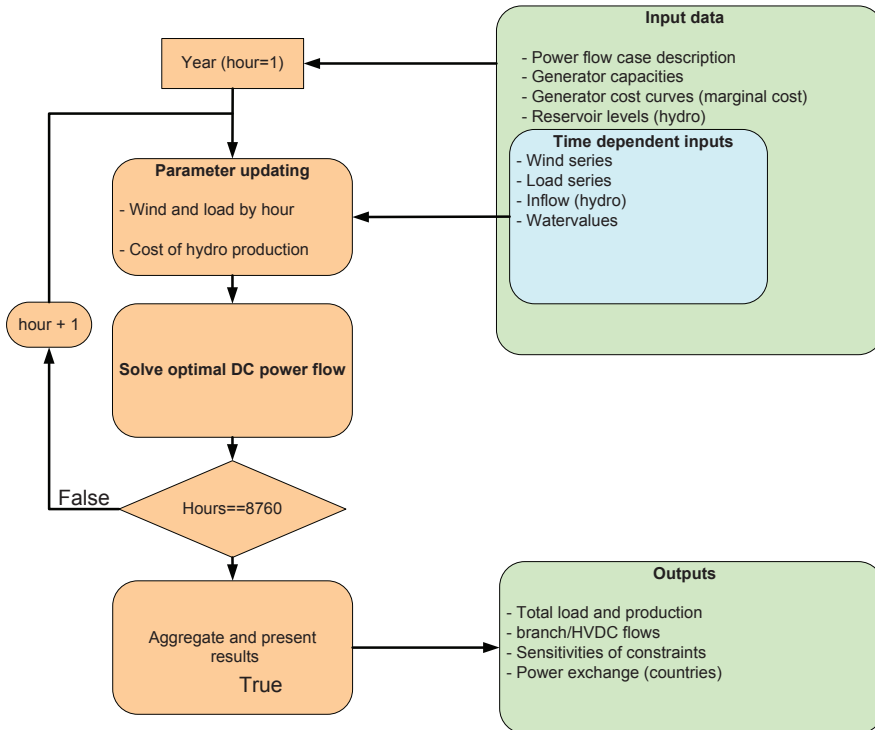 Input data
Year (hour=1)
- Power flow case description
- Generator capacities
- Generator cost curves (marginal cost)
- Reservoir levels (hydro)
Time dependent inputs
- Wind series
- Load series
- Inflow (hydro)
- Watervalues
Parameter updating
- Wind and load by hour
- Cost of hydro production
hour + 1
Solve optimal DC power flow
False
Hours==8760
Aggregate and present
results
True
Outputs
- Total load and production
- branch/HVDC flows
- Sensitivities of constraints
- Power exchange (countries)